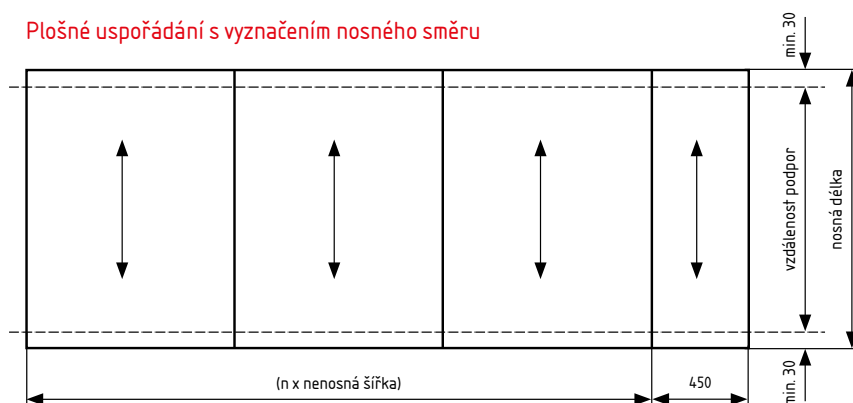 Plošné uspořádání s vyznačením nosného směru
min. 30
vzdálenost podpor
nosná délka
(n x nenosná šířka)
450
min. 30